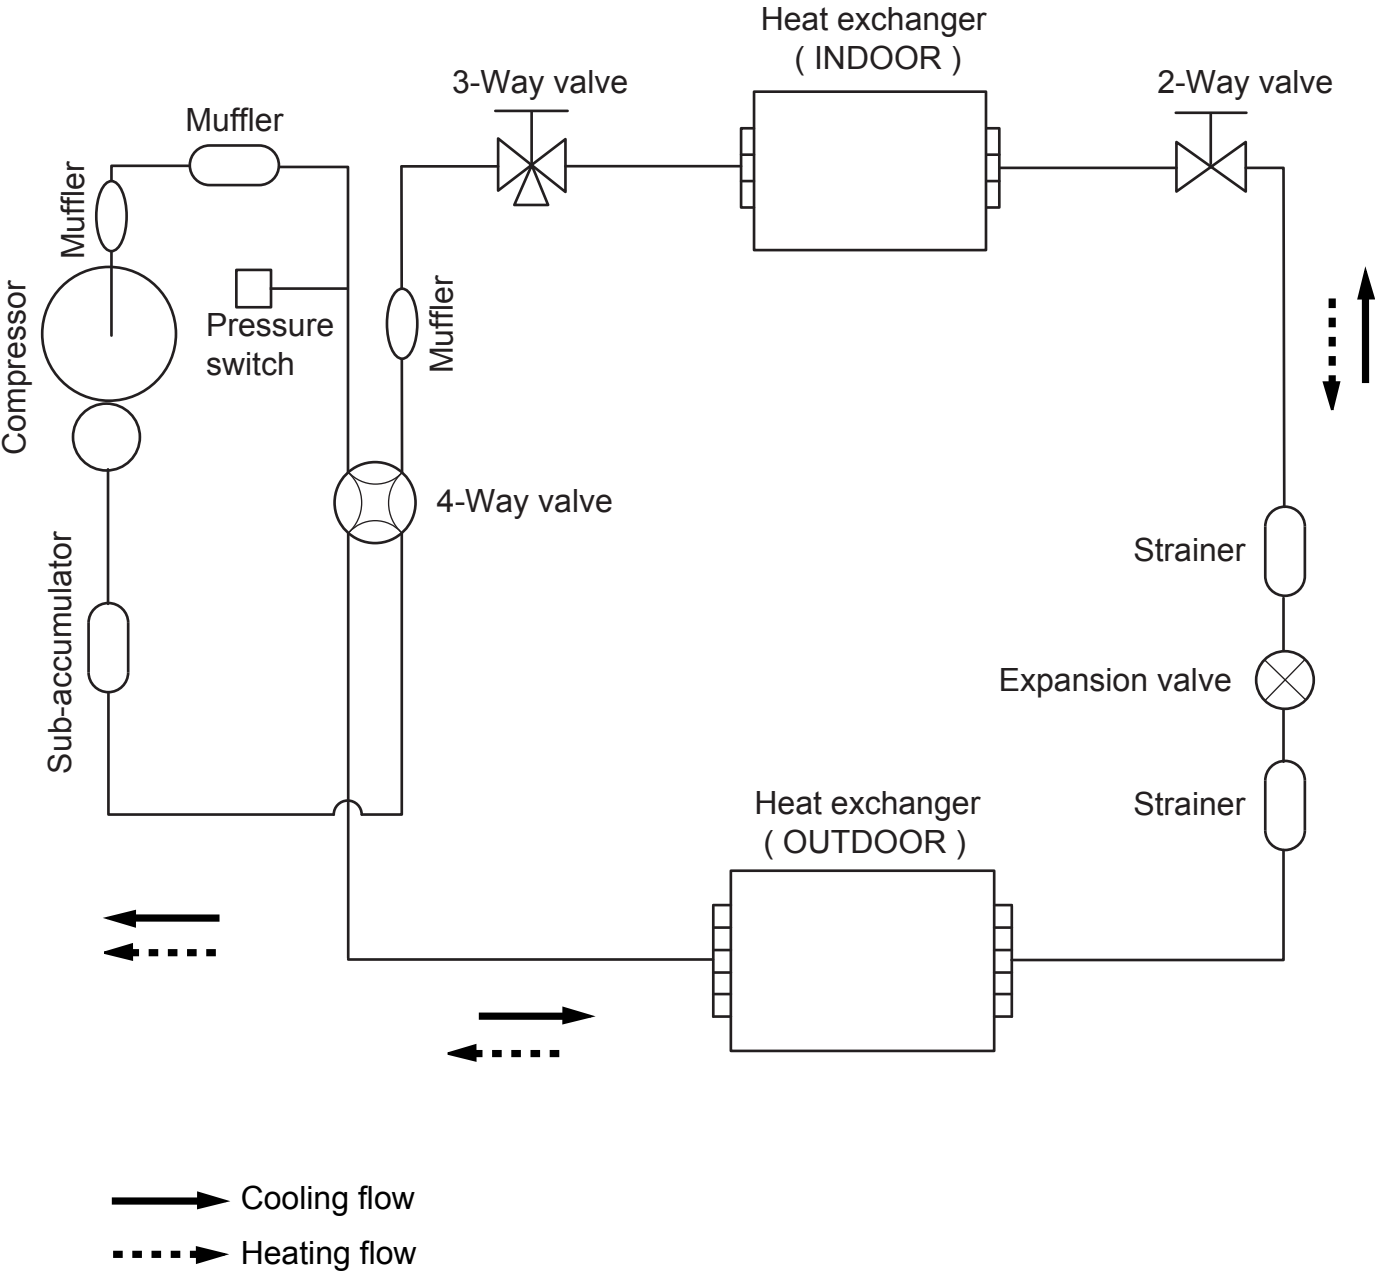 Heat exchanger
( INDOOR )
3-Way valve
2-Way valve
Muffler
Muffler
Compressor
Pressure
switch
Muffler
4-Way valve
Strainer
Sub-accumulator
Expansion valve
Heat exchanger
( OUTDOOR )
Strainer
Cooling flow
Heating flow